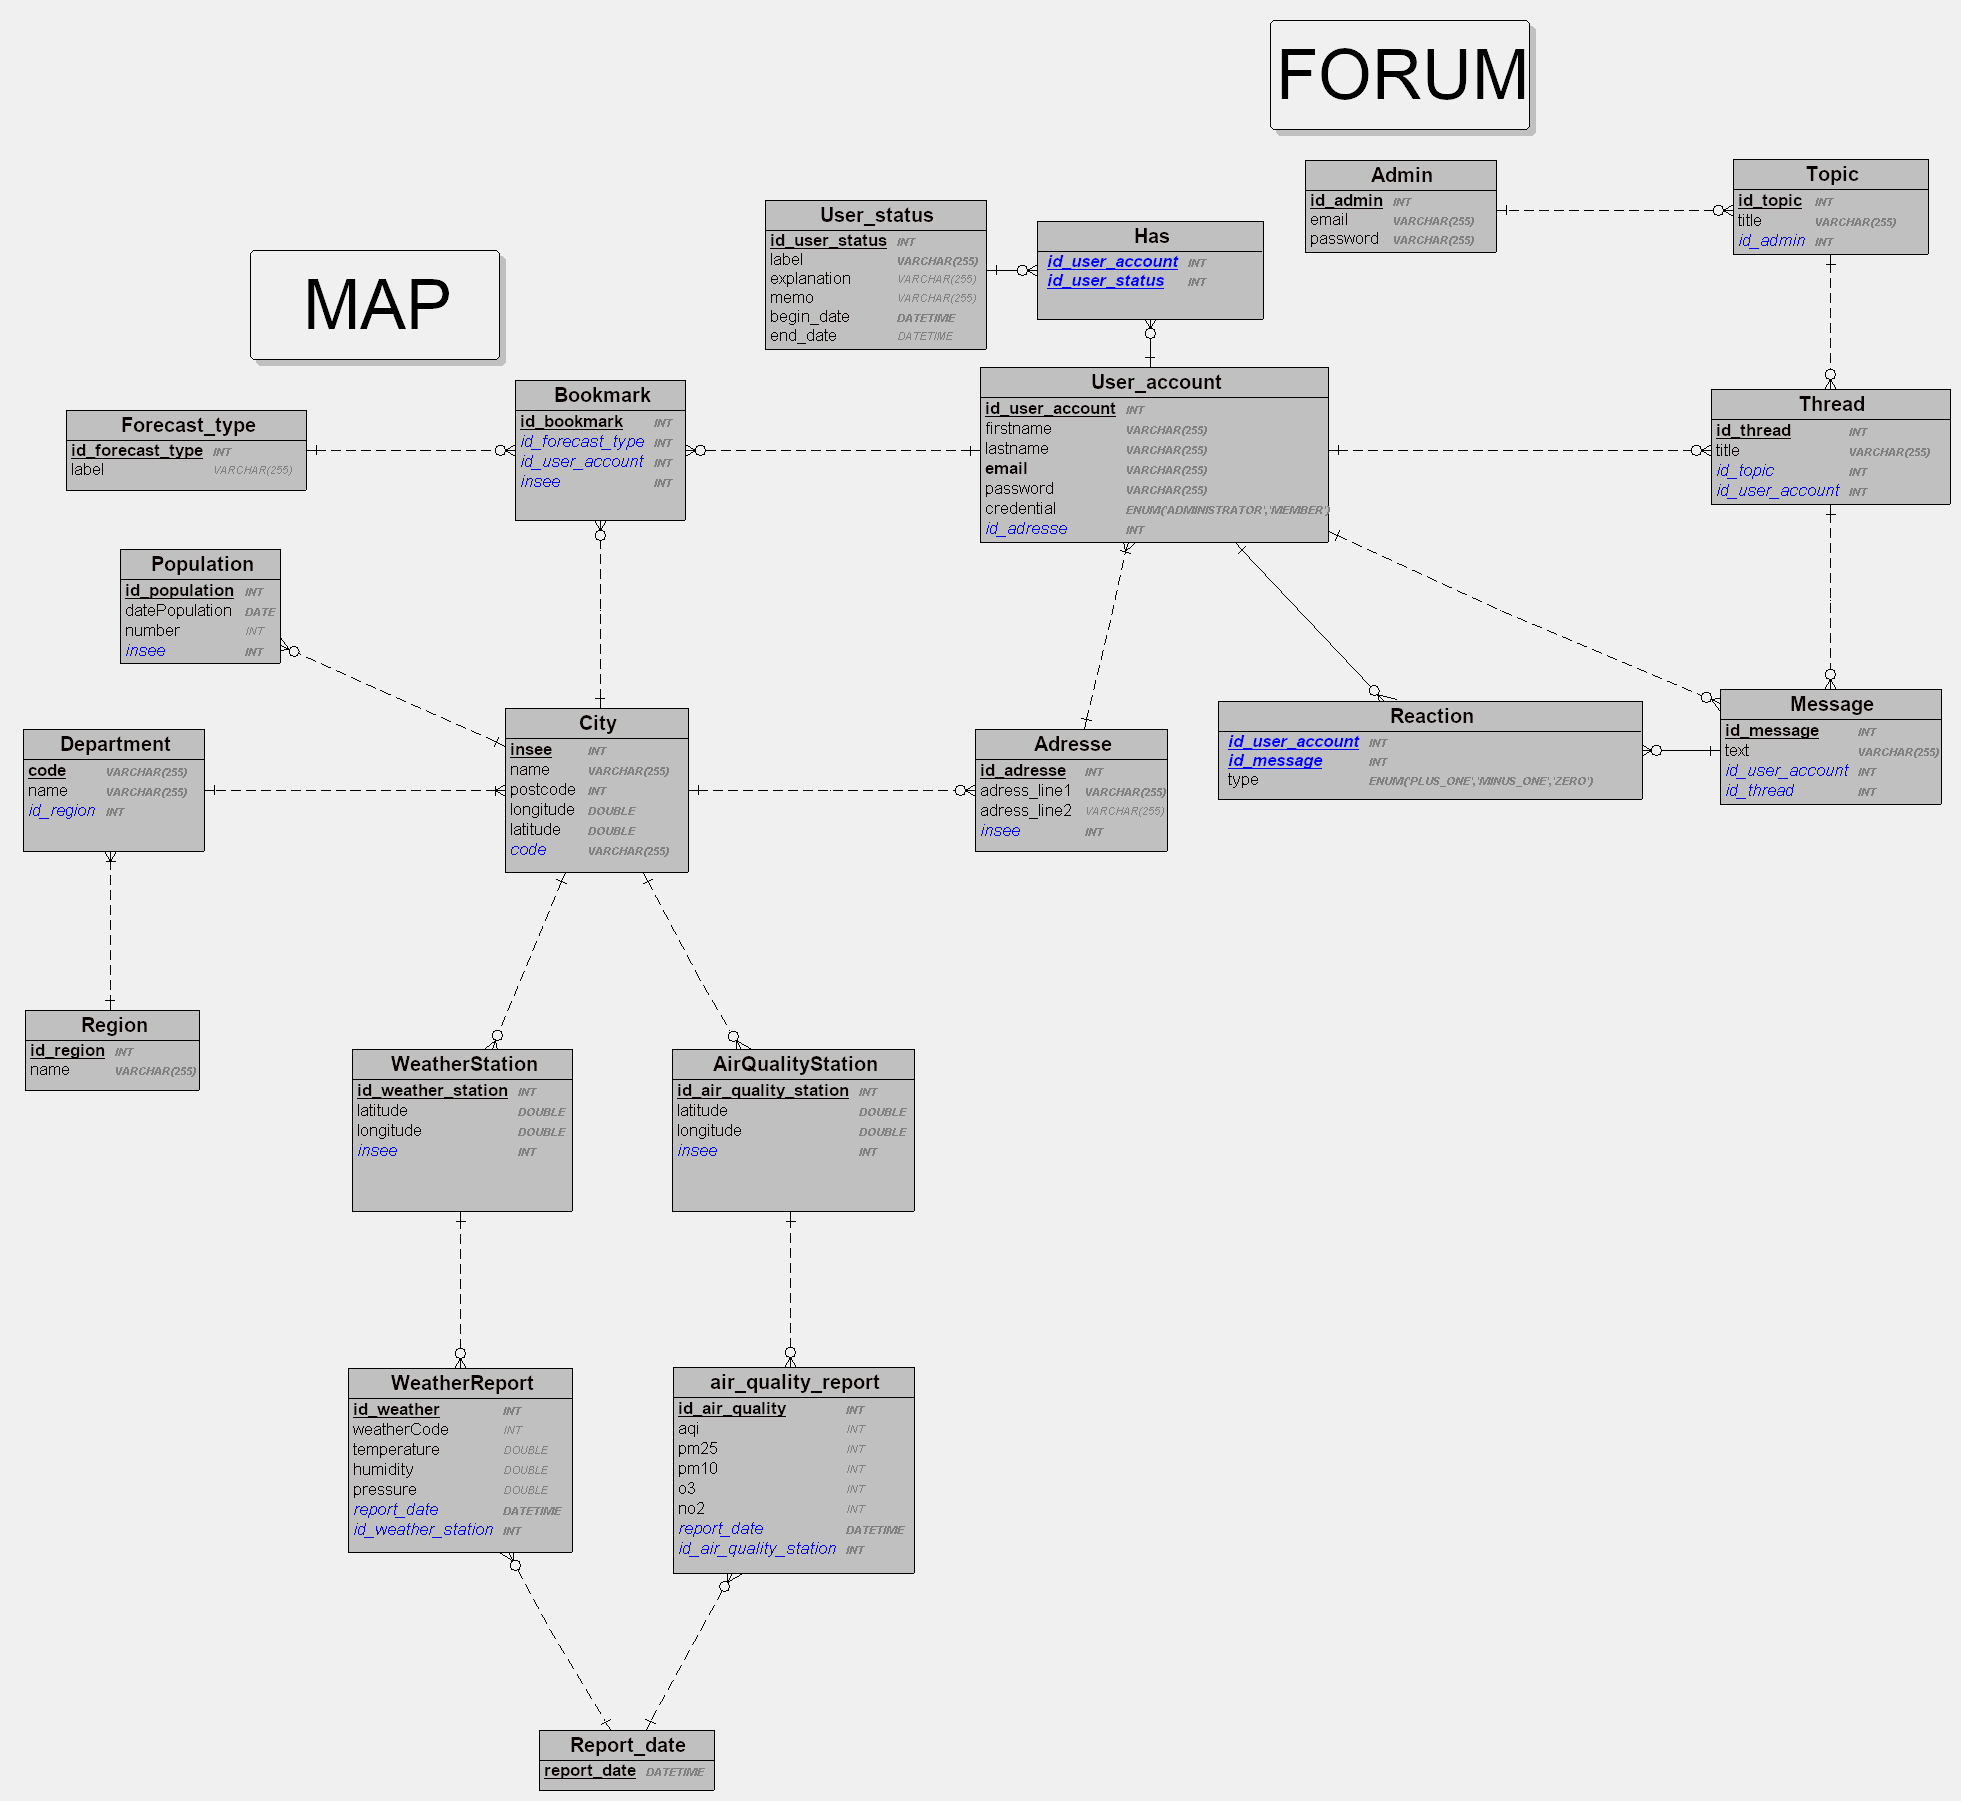 FORUM
MAP
Admin
id_admin INT
email VARCHAR(255)
password VARCHAR(255)
Topic
id_topic INT
title VARCHAR(255)
id_admin INT
User_status
id_user_status INT
label VARCHAR(255)
explanation VARCHAR(255)
memo VARCHAR(255)
begin_date DATETIME
end_date DATETIME
Has
id_user_account INT
id_user_status INT
Forecast_type
id_forecast_type INT
label VARCHAR(255)
Bookmark
id_bookmark INT
id_forecast_type INT
id_user_account INT
insee INT
User_account
id_user_account INT
firstname VARCHAR(255)
lastname VARCHAR(255)
email VARCHAR(255)
password VARCHAR(255)
credential ENUM('ADMINISTRATOR','MEMBER')
id_adresse INT
Thread
id_thread INT
title VARCHAR(255)
id_topic INT
id_user_account INT
Population
id_population INT
datePopulation DATE
number INT
insee INT
Department
code VARCHAR(255)
name VARCHAR(255)
id_region INT
City
insee INT
name VARCHAR(255)
postcode INT
longitude DOUBLE
latitude DOUBLE
code VARCHAR(255)
Adresse
id_adresse INT
adress_line1 VARCHAR(255)
adress_line2 VARCHAR(255)
insee INT
Reaction
id_user_account INT
id_message INT
type ENUM('PLUS_ONE','MINUS_ONE','ZERO')
Message
id_message INT
text VARCHAR(255)
id_user_account INT
id_thread INT
Region
id_region INT
name VARCHAR(255)
WeatherStation
id_weather_station INT
latitude DOUBLE
longitude DOUBLE
insee INT
AirQualityStation
id_air_quality_station INT
latitude DOUBLE
longitude DOUBLE
insee INT
WeatherReport
id_weather INT
weatherCode INT
temperature DOUBLE
humidity DOUBLE
pressure DOUBLE
report_date DATETIME
id_weather_station INT
air_quality_report
id_air_quality INT
aqi INT
pm25 INT
pm10 INT
o3 INT
no2 INT
report_date DATETIME
id_air_quality_station INT
Report_date
report_date DATETIME